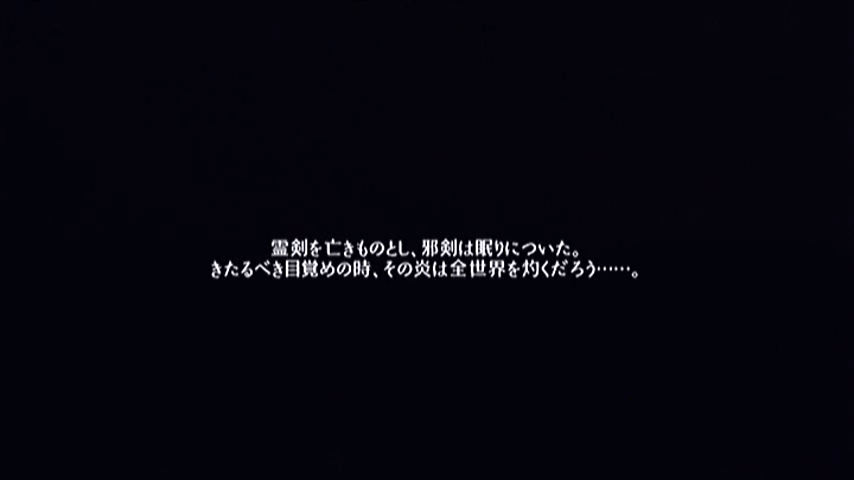 霊剣を亡きものとし、邪剣は眠りについた。
きたるべき目覚めの時、その炎は全世界を灼くだろう……。